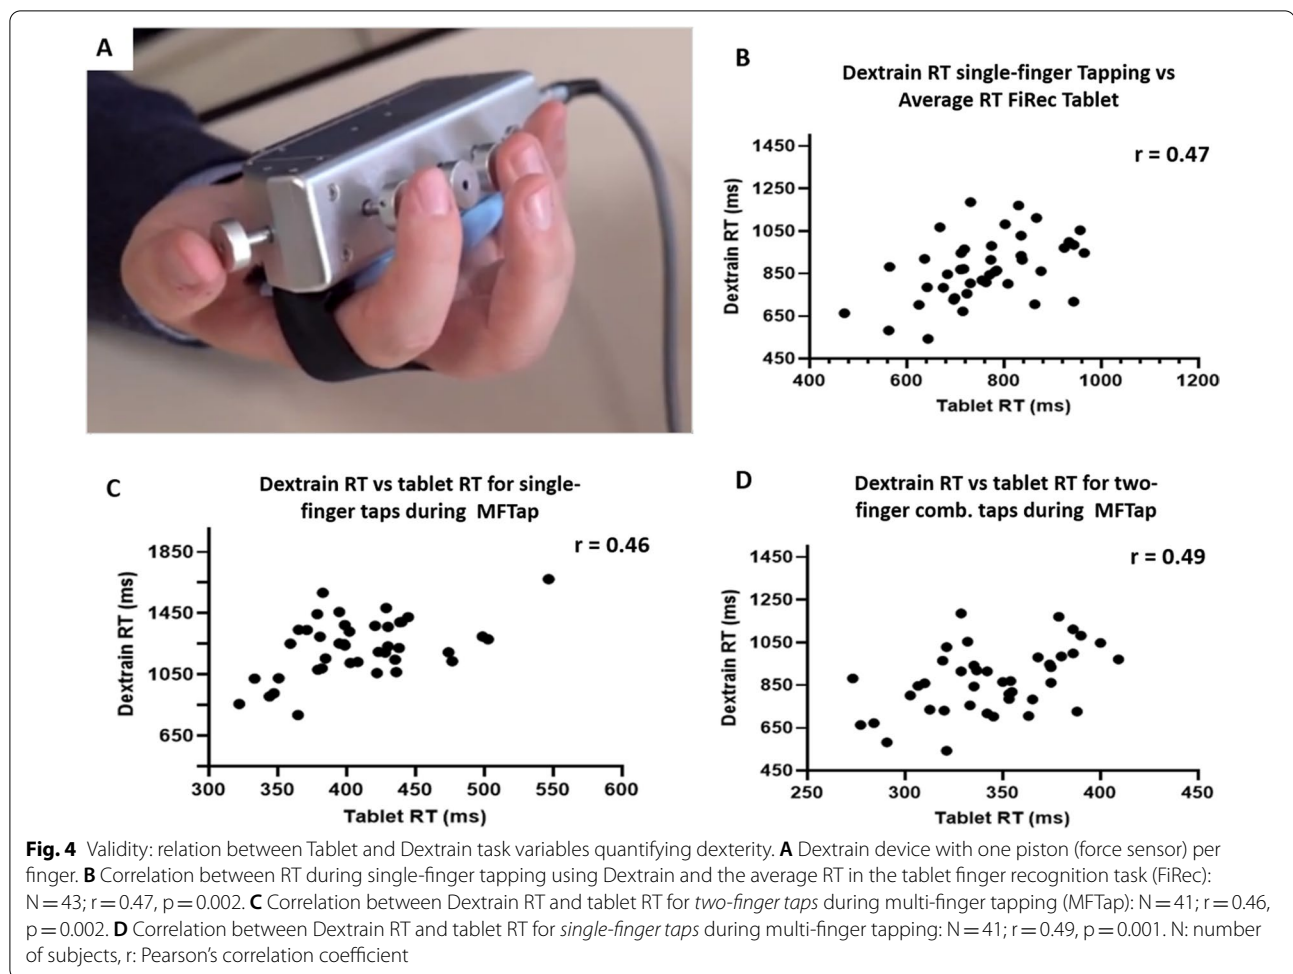 A
B
Dextrain RT single-finger Tapping vs
Average RT FiRec Tablet
r = 0.47
Dextrain RT (ms)
1450
1250
1050
850
650
450
400 600 800 1000 1200
Tablet RT (ms)
C
Dextrain RT vs tablet RT for single-
finger taps during MFTap
r = 0.46
Dextrain RT (ms)
1850
1450
1050
650
300 350 400 450 500 550 600
Tablet RT (ms)
D
Dextrain RT vs tablet RT for two-
finger comb. taps during MFTap
r = 0.49
Dextrain RT (ms)
1450
1250
1050
850
650
450
250 300 350 400 450
Tablet RT (ms)
Fig. 4 Validity: relation between Tablet and Dextrain task variables quantifying dexterity. A Dextrain device with one piston (force sensor) per
finger. B Correlation between RT during single-finger tapping using Dextrain and the average RT in the tablet finger recognition task (FiRec):
N = 43; r = 0.47, p = 0.002. C Correlation between Dextrain RT and tablet RT for two-finger taps during multi-finger tapping (MFTap): N = 41; r = 0.46,
p = 0.002. D Correlation between Dextrain RT and tablet RT for single-finger taps during multi-finger tapping: N = 41; r = 0.49, p = 0.001. N: number
of subjects, r: Pearson's correlation coefficient